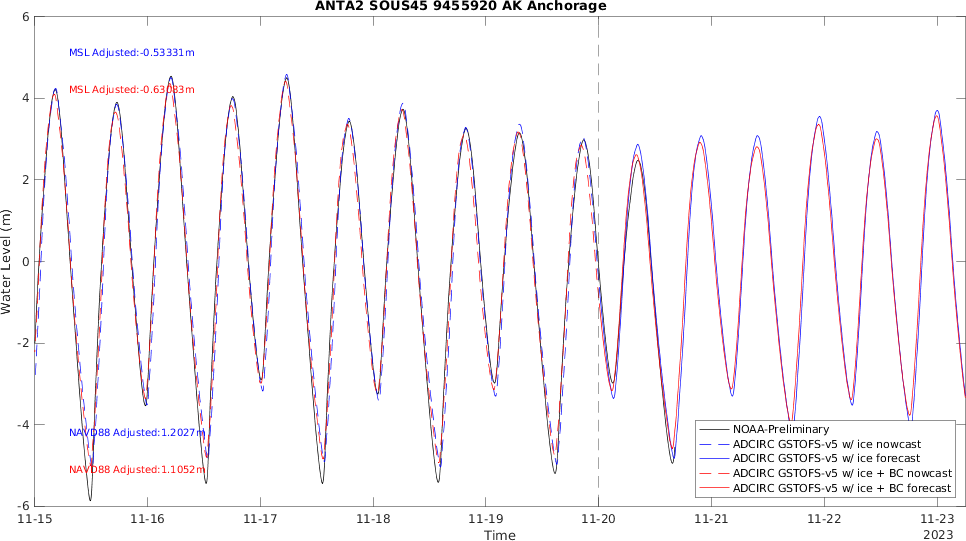 ANTA2 SOUS45 9455920 AK Anchorage
6
4
2
0
-2
-4
-6
Water Level (m)
MSL Adjusted:-0.53331m
MSL Adjusted:-0.63083m
NAVD88 Adjusted:1.2027m
NAVD88 Adjusted:1.1052m
NOAA-Preliminary
ADCIRC GSTOFS-v5 w/ ice nowcast
ADCIRC GSTOFS-v5 w/ ice forecast
ADCIRC GSTOFS-v5 w/ ice + BC nowcast
ADCIRC GSTOFS-v5 w/ ice + BC forecast
11-15 11-16 11-17 11-18 11-19 11-20 11-21 11-22 11-23
2023
Time